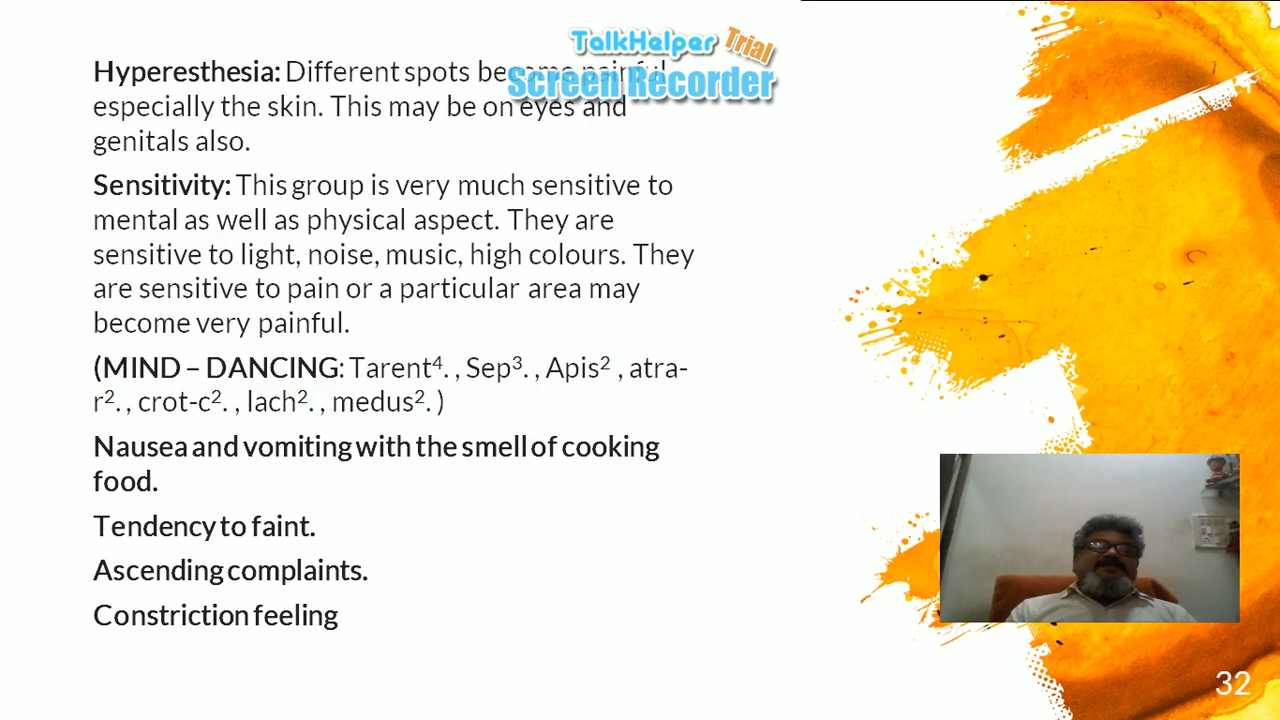 TalkHelper Trial
Screen Recorder
Hyperesthesia: Different spots become painful
especially the skin. This may be on eyes and
genitals also.
Sensitivity: This group is very much sensitive to
mental as well as physical aspect. They are
sensitive to light, noise, music, high colours. They
are sensitive to pain or a particular area may
become very painful.
(MIND – DANCING: Tarent⁴. , Sep³. , Apis² , atra-
r². , crot-c². , lach². , medus². )
Nausea and vomiting with the smell of cooking
food.
Tendency to faint.
Ascending complaints.
Constriction feeling
32